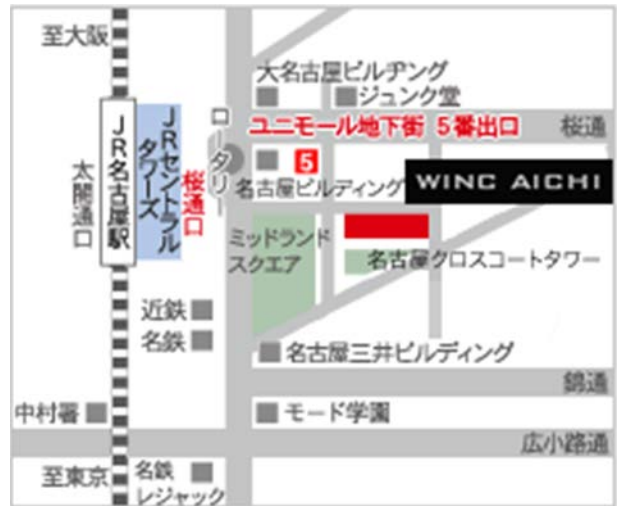 至大阪
大名古屋ビルヂング
ジュンク堂
ユニモール地下街 5番出口
桜通
ロータリー
JRセントラル
タワーズ
JR名古屋駅
太閤通口
桜通口
5
名古屋ビルディング
WINC AICHI
ミッドランド
スクエア
名古屋クロスコートタワー
近鉄
名鉄
名古屋三井ビルディング
錦通
中村署
モード学園
広小路通
至東京
名鉄
レジャック